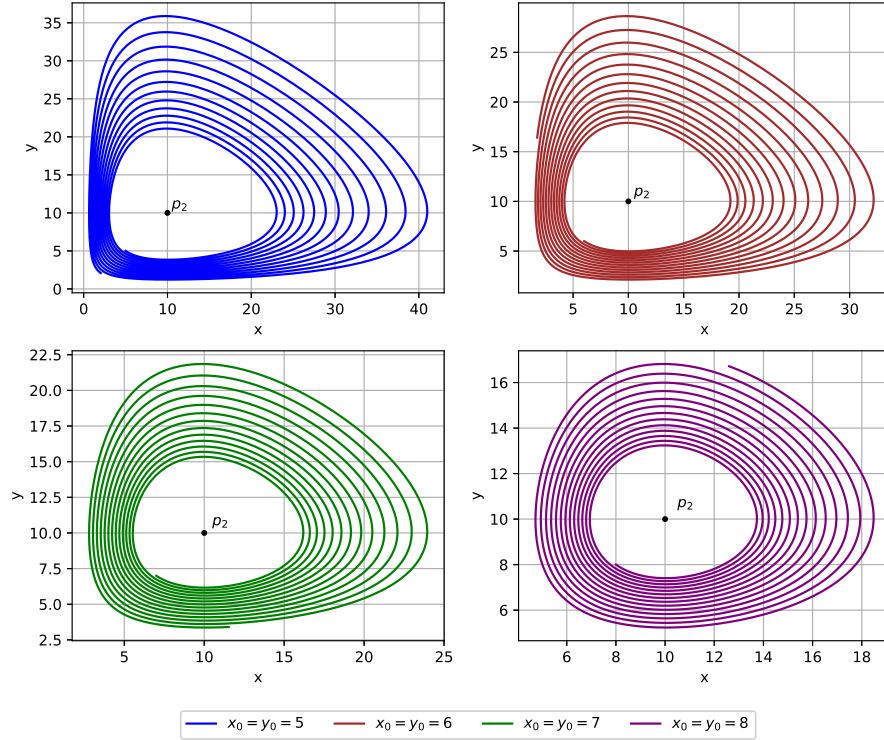 35
30
25
20
15
10
5
0
y
p₂
0 10 20 30 40
x
25
20
15
10
5
y
p₂
5 10 15 20 25 30
x
22.5
20.0
17.5
15.0
12.5
10.0
7.5
5.0
2.5
y
p₂
5 10 15 20 25
x
16
14
12
10
8
6
y
p₂
6 8 10 12 14 16 18
x
x₀ = y₀ = 5 x₀ = y₀ = 6 x₀ = y₀ = 7 x₀ = y₀ = 8